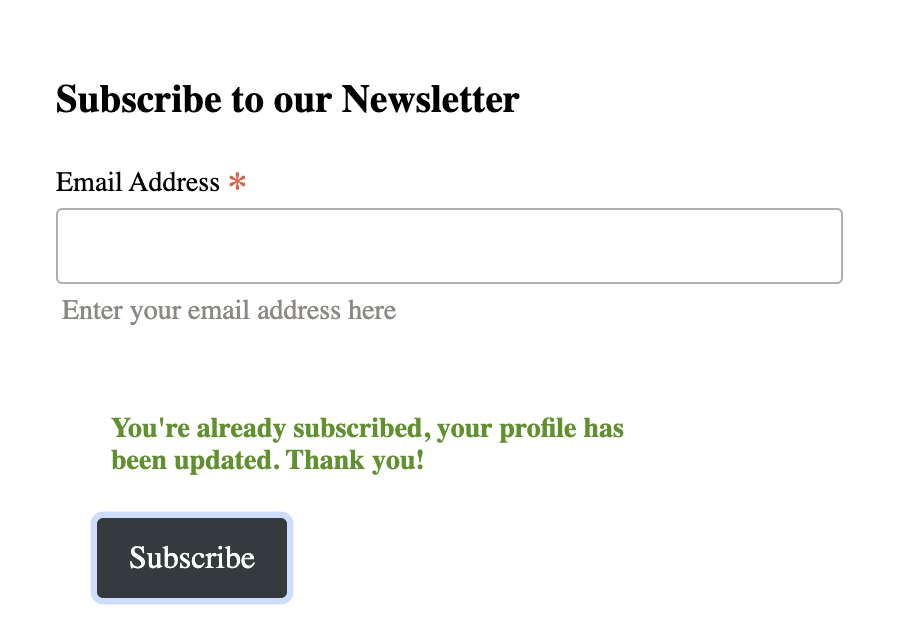 Subscribe to our Newsletter
Email Address *
Enter your email address here
You're already subscribed, your profile has
been updated. Thank you!
Subscribe